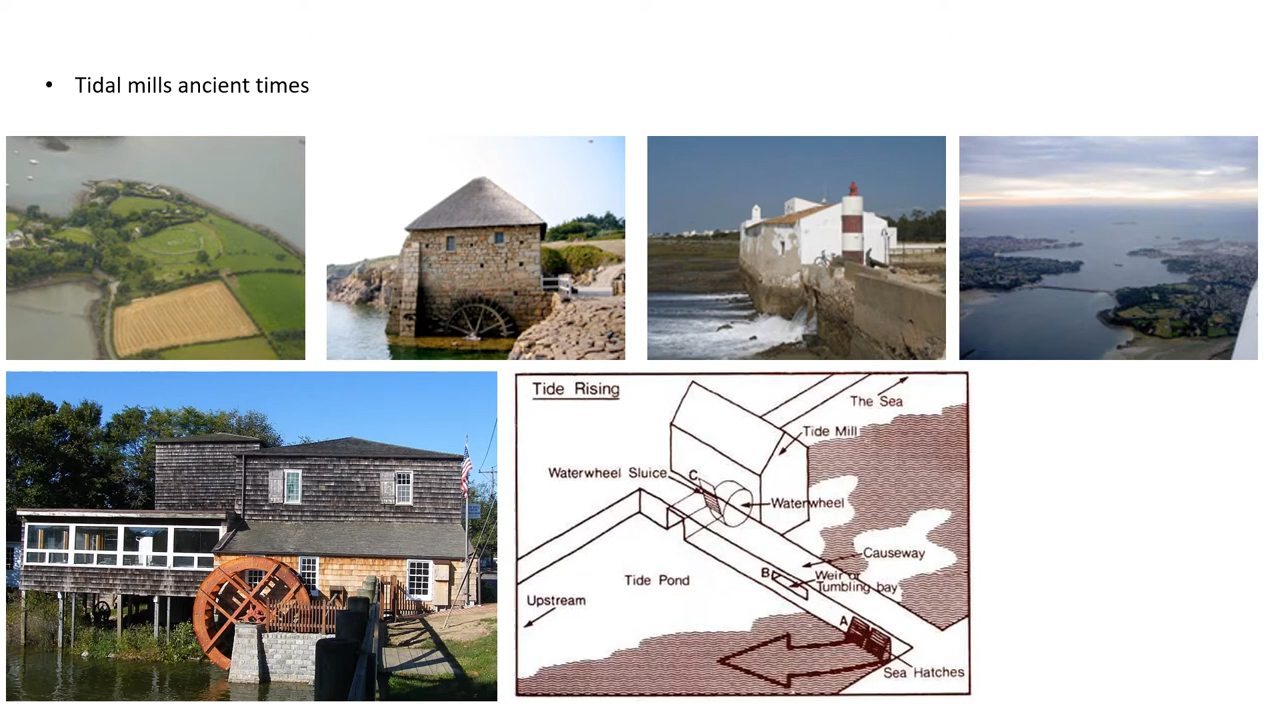 • Tidal mills ancient times
Tide Rising
The Sea
Tide Mill
Waterwheel Sluice
C
Waterwheel
Causeway
B
Weir or
Tumbling bay
Tide Pond
Upstream
A
Sea Hatches